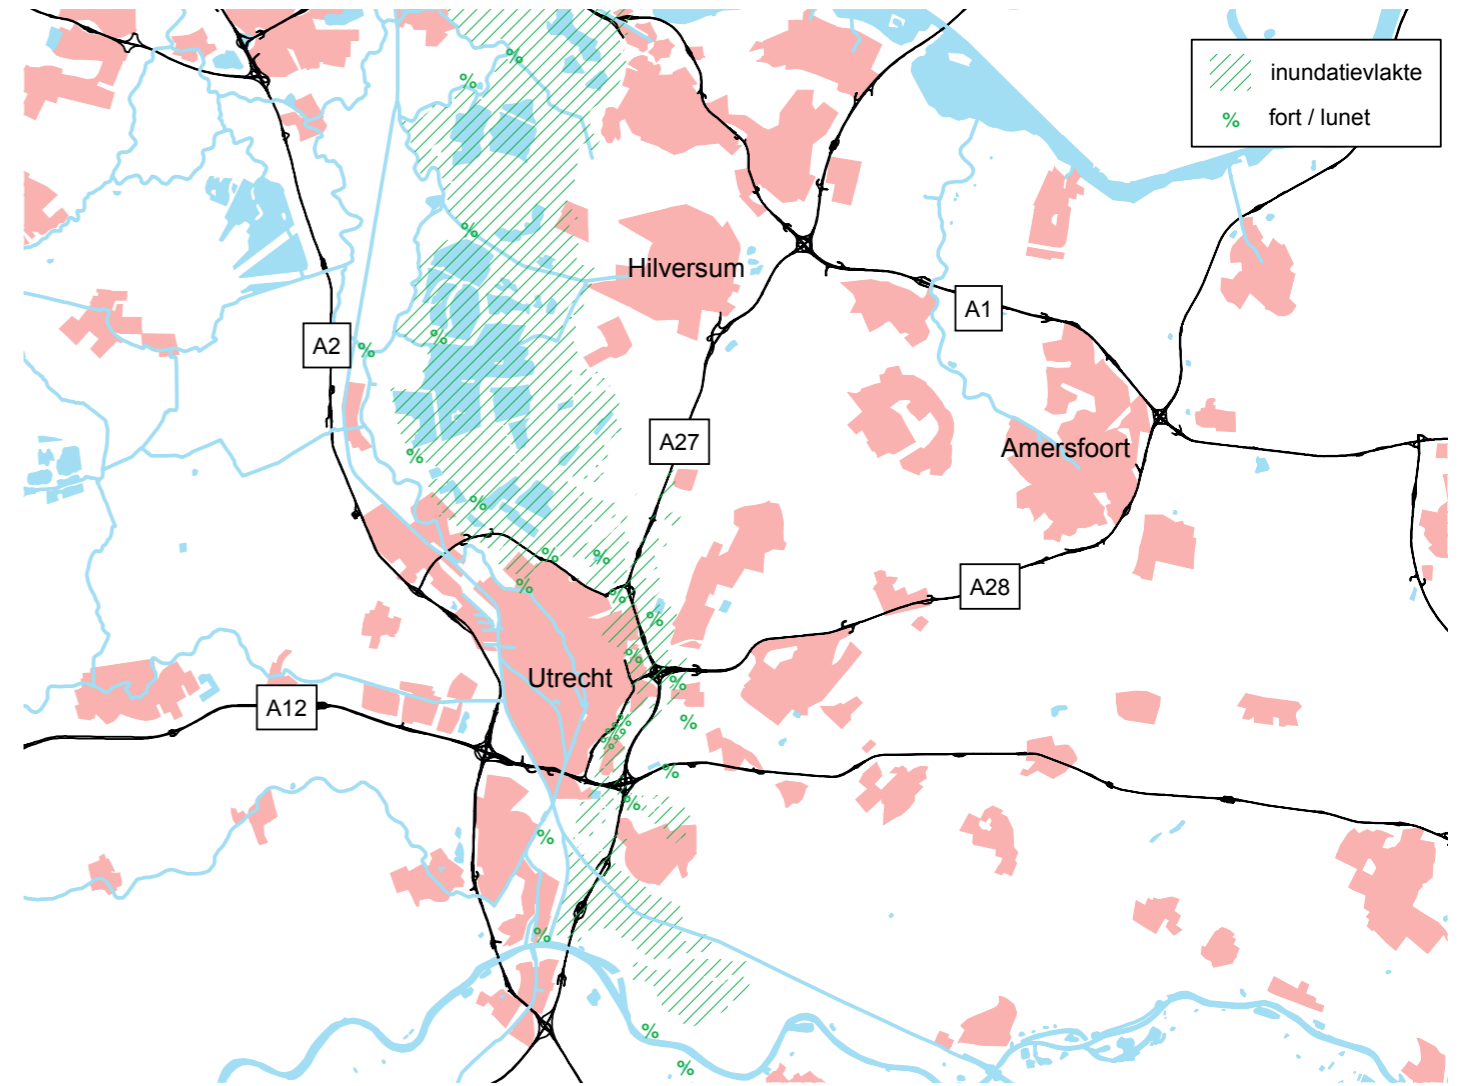 inundatievlakte
% fort / lunet
Hilversum
A1
A2
A27
Amersfoort
A28
Utrecht
A12